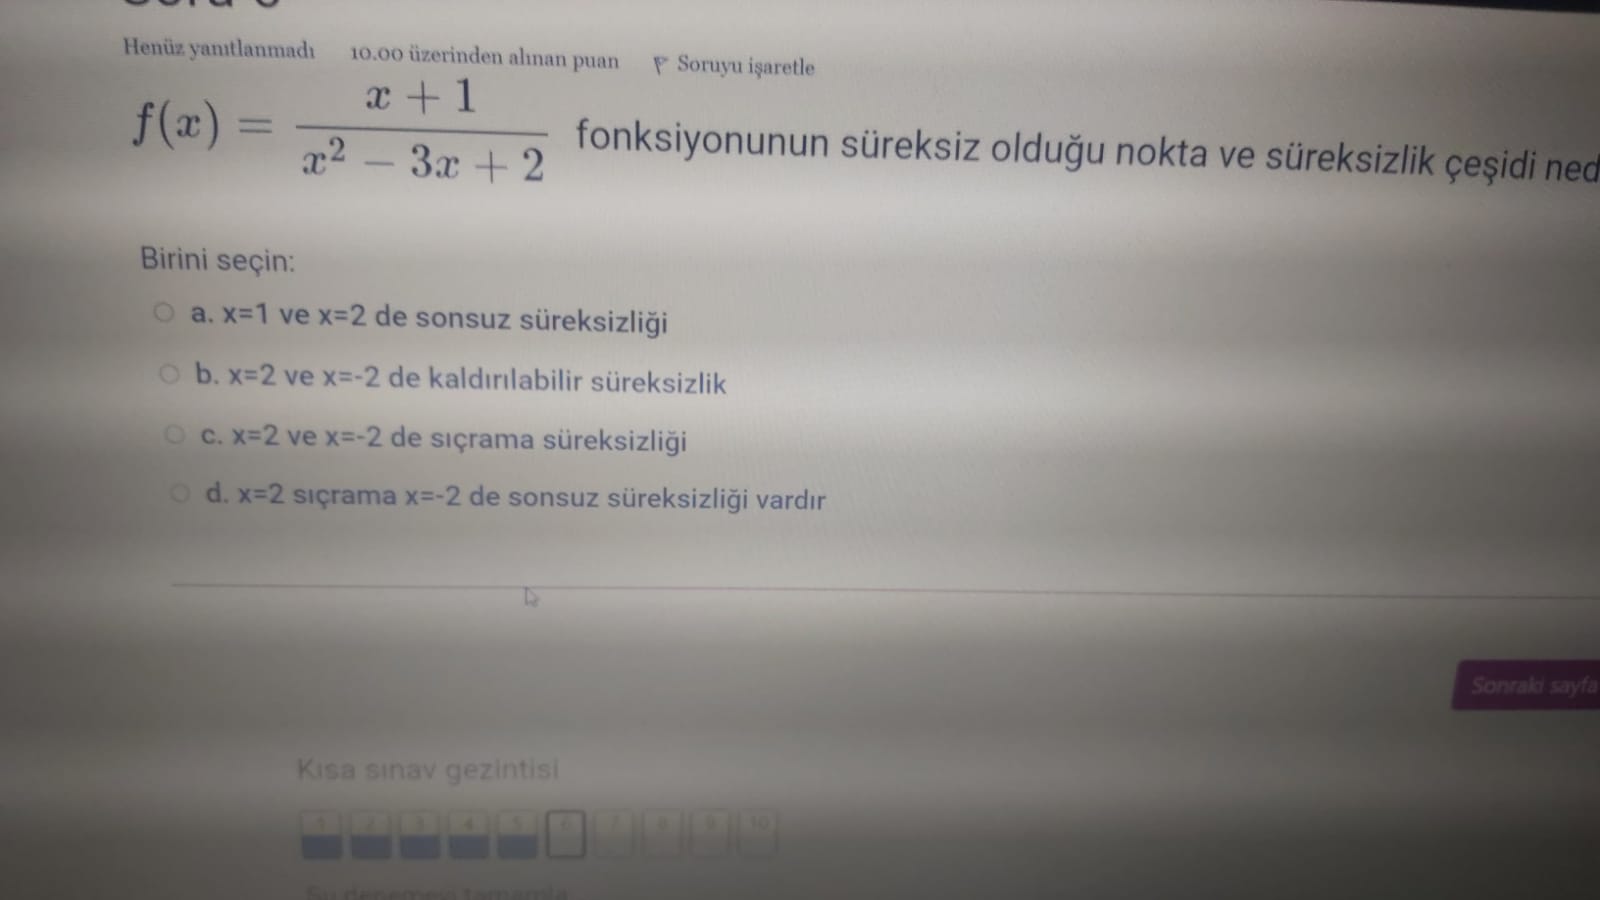 Henüz yanıtlanmadı 10.00 üzerinden alınan puan Soruyu işaretle
f(x) = (x + 1) / (x² − 3x + 2) fonksiyonunun süreksiz olduğu nokta ve süreksizlik çeşidi ned
Birini seçin:
a. x=1 ve x=2 de sonsuz süreksizliği
b. x=2 ve x=-2 de kaldırılabilir süreksizlik
c. x=2 ve x=-2 de sıçrama süreksizliği
d. x=2 sıçrama x=-2 de sonsuz süreksizliği vardır
Sonraki sayfa
Kısa sınav gezintisi
1 2 3 4 5 6 7 8 9 10